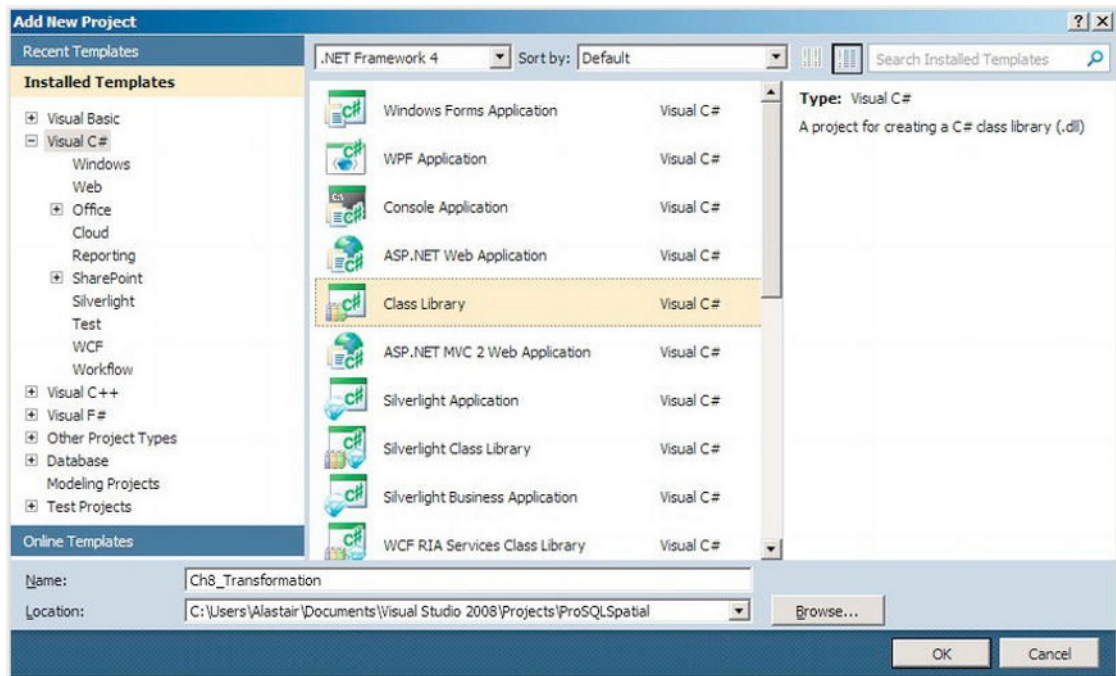 Add New Project
Recent Templates
Installed Templates
Visual Basic
Visual C#
Windows
Web
Office
Cloud
Reporting
SharePoint
Silverlight
Test
WCF
Workflow
Visual C++
Visual F#
Other Project Types
Database
Modeling Projects
Test Projects
Online Templates
.NET Framework 4
Sort by: Default
Search Installed Templates
Windows Forms Application Visual C#
WPF Application Visual C#
Console Application Visual C#
ASP.NET Web Application Visual C#
Class Library Visual C#
ASP.NET MVC 2 Web Application Visual C#
Silverlight Application Visual C#
Silverlight Class Library Visual C#
Silverlight Business Application Visual C#
WCF RIA Services Class Library Visual C#
Type: Visual C#
A project for creating a C# class library (.dll)
Name: Ch8_Transformation
Location: C:\Users\Alastair\Documents\Visual Studio 2008\Projects\ProSQLSpatial
Browse...
OK Cancel